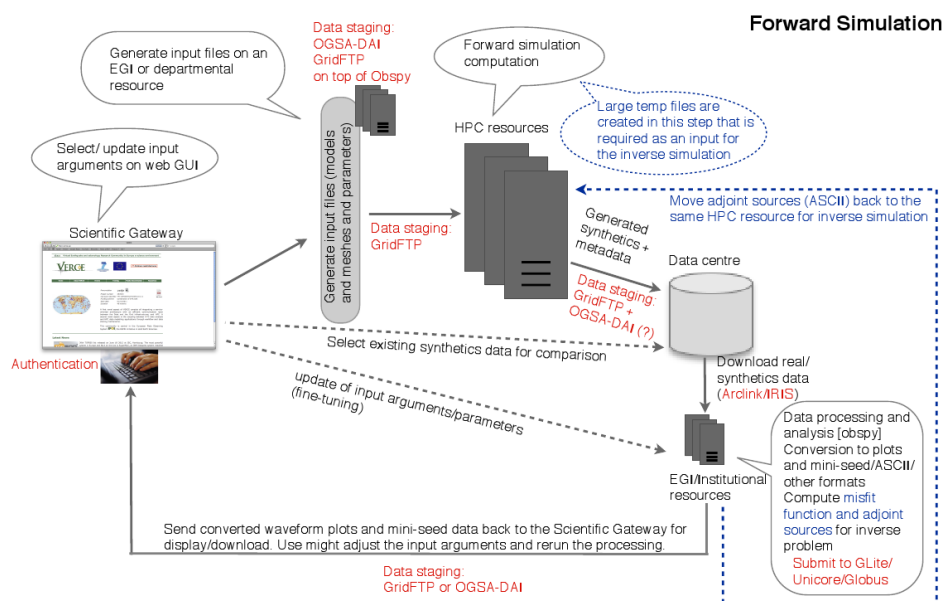 Forward Simulation
Data staging:
OGSA-DAI
GridFTP
on top of Obspy
Generate input files on an
EGI or departmental
resource
Forward simulation
computation
Large temp files are
created in this step that is
required as an input for
the inverse simulation
HPC resources
Select/ update input
arguments on web GUI
Generate input files (models
and meshes and parameters)
Move adjoint sources (ASCII) back to the
same HPC resource for inverse simulation
Data staging:
GridFTP
Generated
synthetics +
metadata
Scientific Gateway
VERCE
Data centre
Data staging:
GridFTP +
OGSA-DAI (?)
Select existing synthetics data for comparison
Authentication
Download real/
synthetics data
(Arclink/IRIS)
update of input arguments/parameters
(fine-tuning)
Data processing and
analysis [obspy]
Conversion to plots
and mini-seed/ASCII/
other formats
Compute misfit
function and adjoint
sources for inverse
problem
Submit to GLite/
Unicore/Globus
EGI/Institutional
resources
Send converted waveform plots and mini-seed data back to the Scientific Gateway for
display/download. Use might adjust the input arguments and rerun the processing.
Data staging:
GridFTP or OGSA-DAI